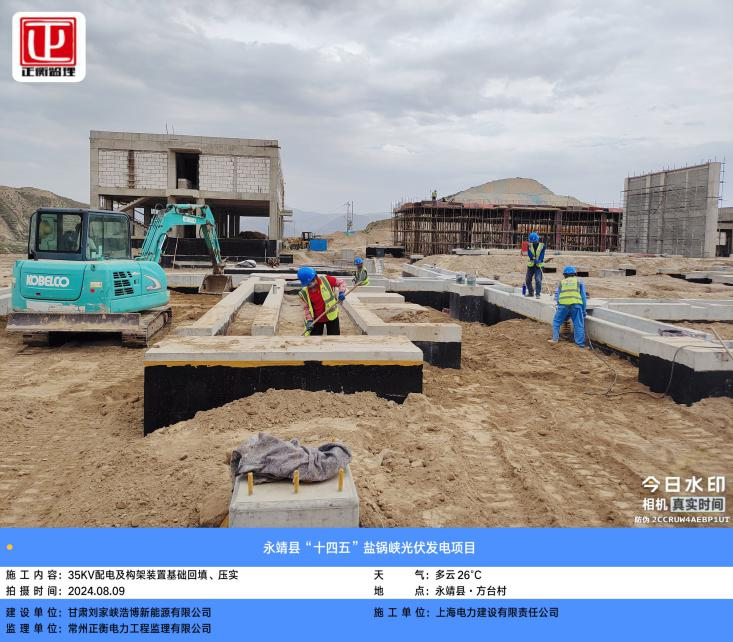 正衡监理
KOBELCO
今日水印
相机 真实时间
防伪 2CCRUW4AEBP1UT
永靖县“十四五”盐锅峡光伏发电项目
施工内容：35KV配电及构架装置基础回填、压实
天 气：多云 26°C
拍摄时间：2024.08.09
地 点：永靖县·方台村
建设单位：甘肃刘家峡浩博新能源有限公司
施工单位：上海电力建设有限责任公司
监理单位：常州正衡电力工程监理有限公司